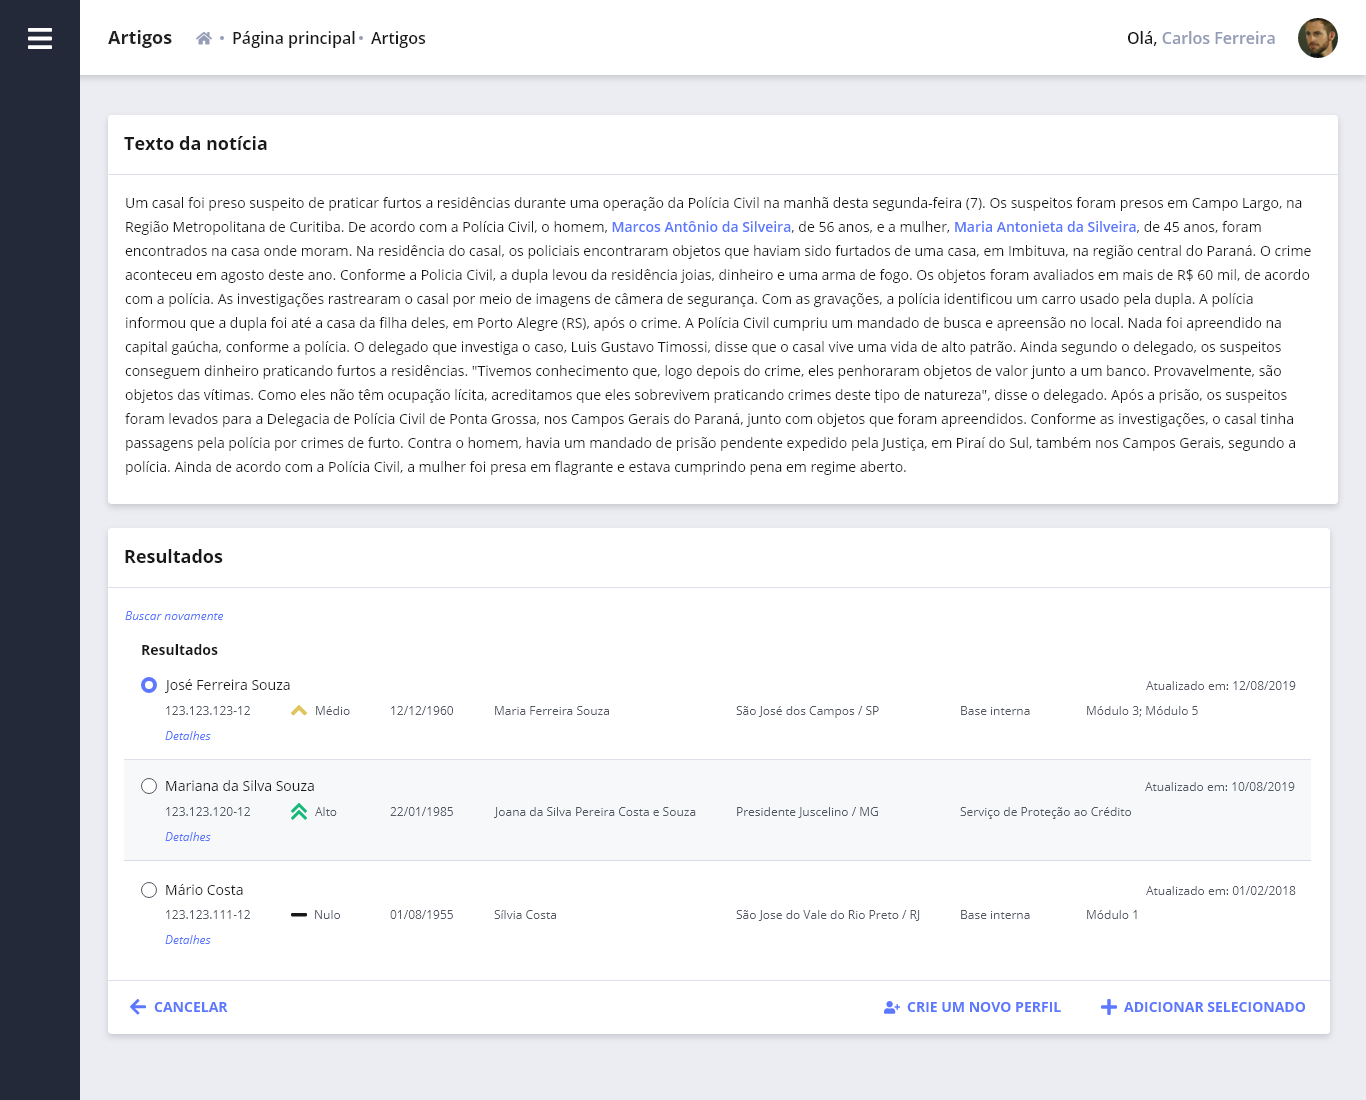 Artigos • Página principal • Artigos Olá, Carlos Ferreira
Texto da notícia
Um casal foi preso suspeito de praticar furtos a residências durante uma operação da Polícia Civil na manhã desta segunda-feira (7). Os suspeitos foram presos em Campo Largo, na
Região Metropolitana de Curitiba. De acordo com a Polícia Civil, o homem, Marcos Antônio da Silveira, de 56 anos, e a mulher, Maria Antonieta da Silveira, de 45 anos, foram
encontrados na casa onde moram. Na residência do casal, os policiais encontraram objetos que haviam sido furtados de uma casa, em Imbituva, na região central do Paraná. O crime
aconteceu em agosto deste ano. Conforme a Policia Civil, a dupla levou da residência joias, dinheiro e uma arma de fogo. Os objetos foram avaliados em mais de R$ 60 mil, de acordo
com a polícia. As investigações rastrearam o casal por meio de imagens de câmera de segurança. Com as gravações, a polícia identificou um carro usado pela dupla. A polícia
informou que a dupla foi até a casa da filha deles, em Porto Alegre (RS), após o crime. A Polícia Civil cumpriu um mandado de busca e apreensão no local. Nada foi apreendido na
capital gaúcha, conforme a polícia. O delegado que investiga o caso, Luis Gustavo Timossi, disse que o casal vive uma vida de alto patrão. Ainda segundo o delegado, os suspeitos
conseguem dinheiro praticando furtos a residências. "Tivemos conhecimento que, logo depois do crime, eles penhoraram objetos de valor junto a um banco. Provavelmente, são
objetos das vítimas. Como eles não têm ocupação lícita, acreditamos que eles sobrevivem praticando crimes deste tipo de natureza", disse o delegado. Após a prisão, os suspeitos
foram levados para a Delegacia de Polícia Civil de Ponta Grossa, nos Campos Gerais do Paraná, junto com objetos que foram apreendidos. Conforme as investigações, o casal tinha
passagens pela polícia por crimes de furto. Contra o homem, havia um mandado de prisão pendente expedido pela Justiça, em Piraí do Sul, também nos Campos Gerais, segundo a
polícia. Ainda de acordo com a Polícia Civil, a mulher foi presa em flagrante e estava cumprindo pena em regime aberto.
Resultados
Buscar novamente
Resultados
José Ferreira Souza Atualizado em: 12/08/2019
123.123.123-12 Médio 12/12/1960 Maria Ferreira Souza São José dos Campos / SP Base interna Módulo 3; Módulo 5
Detalhes
Mariana da Silva Souza Atualizado em: 10/08/2019
123.123.120-12 Alto 22/01/1985 Joana da Silva Pereira Costa e Souza Presidente Juscelino / MG Serviço de Proteção ao Crédito
Detalhes
Mário Costa Atualizado em: 01/02/2018
123.123.111-12 Nulo 01/08/1955 Sílvia Costa São Jose do Vale do Rio Preto / RJ Base interna Módulo 1
Detalhes
CANCELAR CRIE UM NOVO PERFIL ADICIONAR SELECIONADO